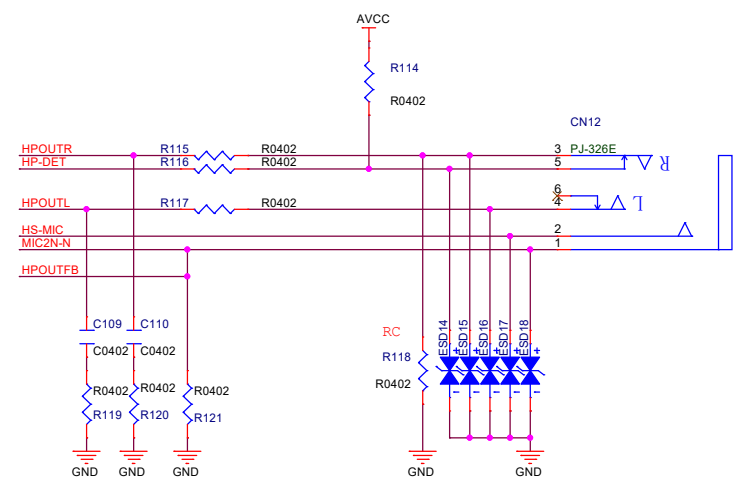 AVCC
R114
R0402
CN12
HPOUTR R115 R0402 3 PJ-326E
HP-DET R116 R0402 5 R
6
HPOUTL R117 R0402 4 L
HS-MIC 2
MIC2N-N 1
HPOUTFB
C109 C110 ESD14 ESD15 ESD16 ESD17 ESD18
RC
C0402 C0402 R118
R0402 R0402 R0402 R0402
R119 R120 R121
GND GND GND GND GND